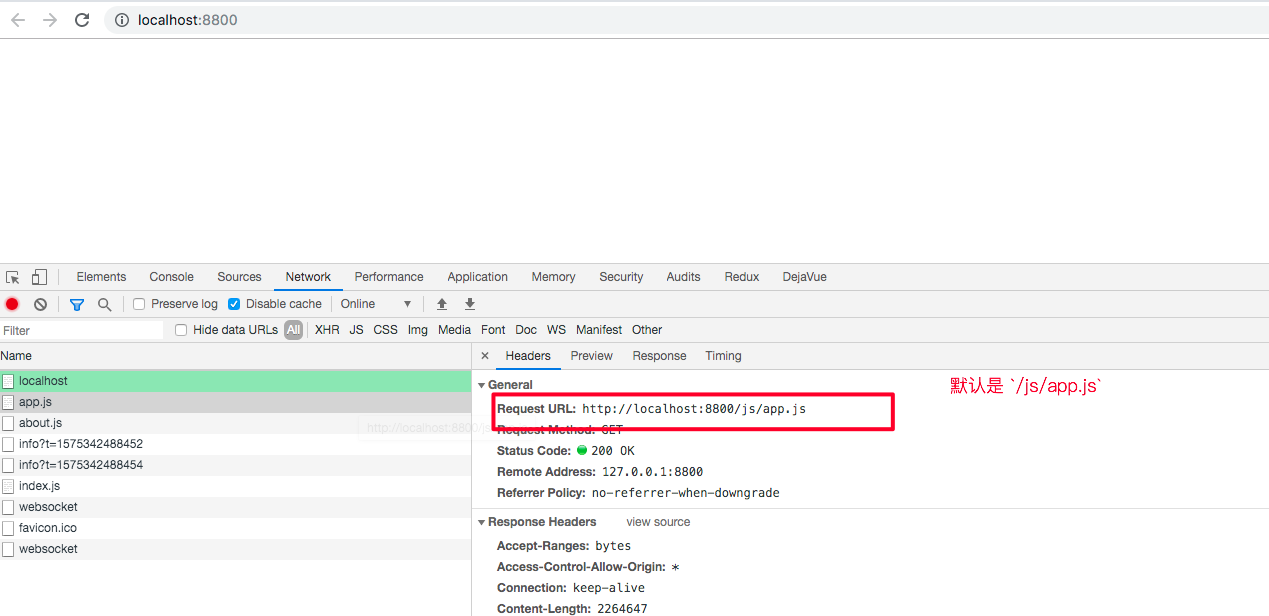 localhost:8800
Elements Console Sources Network Performance Application Memory Security Audits Redux DejaVue
Preserve log Disable cache Online
Filter Hide data URLs All XHR JS CSS Img Media Font Doc WS Manifest Other
Name
localhost
app.js
about.js
info?t=1575342488452
info?t=1575342488454
index.js
websocket
favicon.ico
websocket
http://localhost:8800/js
Headers Preview Response Timing
General
默认是 `/js/app.js`
Request URL: http://localhost:8800/js/app.js
Request Method: GET
Status Code: 200 OK
Remote Address: 127.0.0.1:8800
Referrer Policy: no-referrer-when-downgrade
Response Headers view source
Accept-Ranges: bytes
Access-Control-Allow-Origin: *
Connection: keep-alive
Content-Length: 2264647